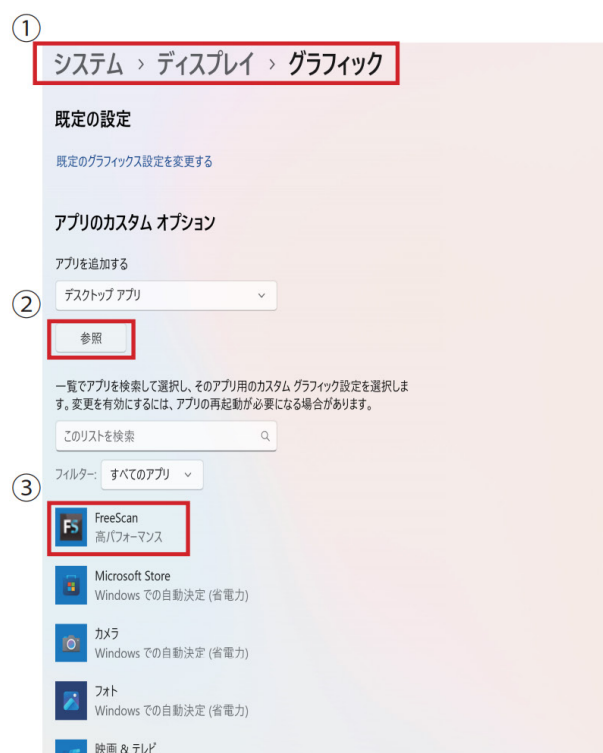 ①
システム > ディスプレイ > グラフィック
既定の設定
既定のグラフィックス設定を変更する
アプリのカスタム オプション
アプリを追加する
デスクトップ アプリ
②
参照
一覧でアプリを検索して選択し、そのアプリ用のカスタム グラフィック設定を選択しま
す。変更を有効にするには、アプリの再起動が必要になる場合があります。
このリストを検索
フィルター: すべてのアプリ
③
FS
FreeScan
高パフォーマンス
Microsoft Store
Windows での自動決定 (省電力)
カメラ
Windows での自動決定 (省電力)
フォト
Windows での自動決定 (省電力)
映画 & テレビ